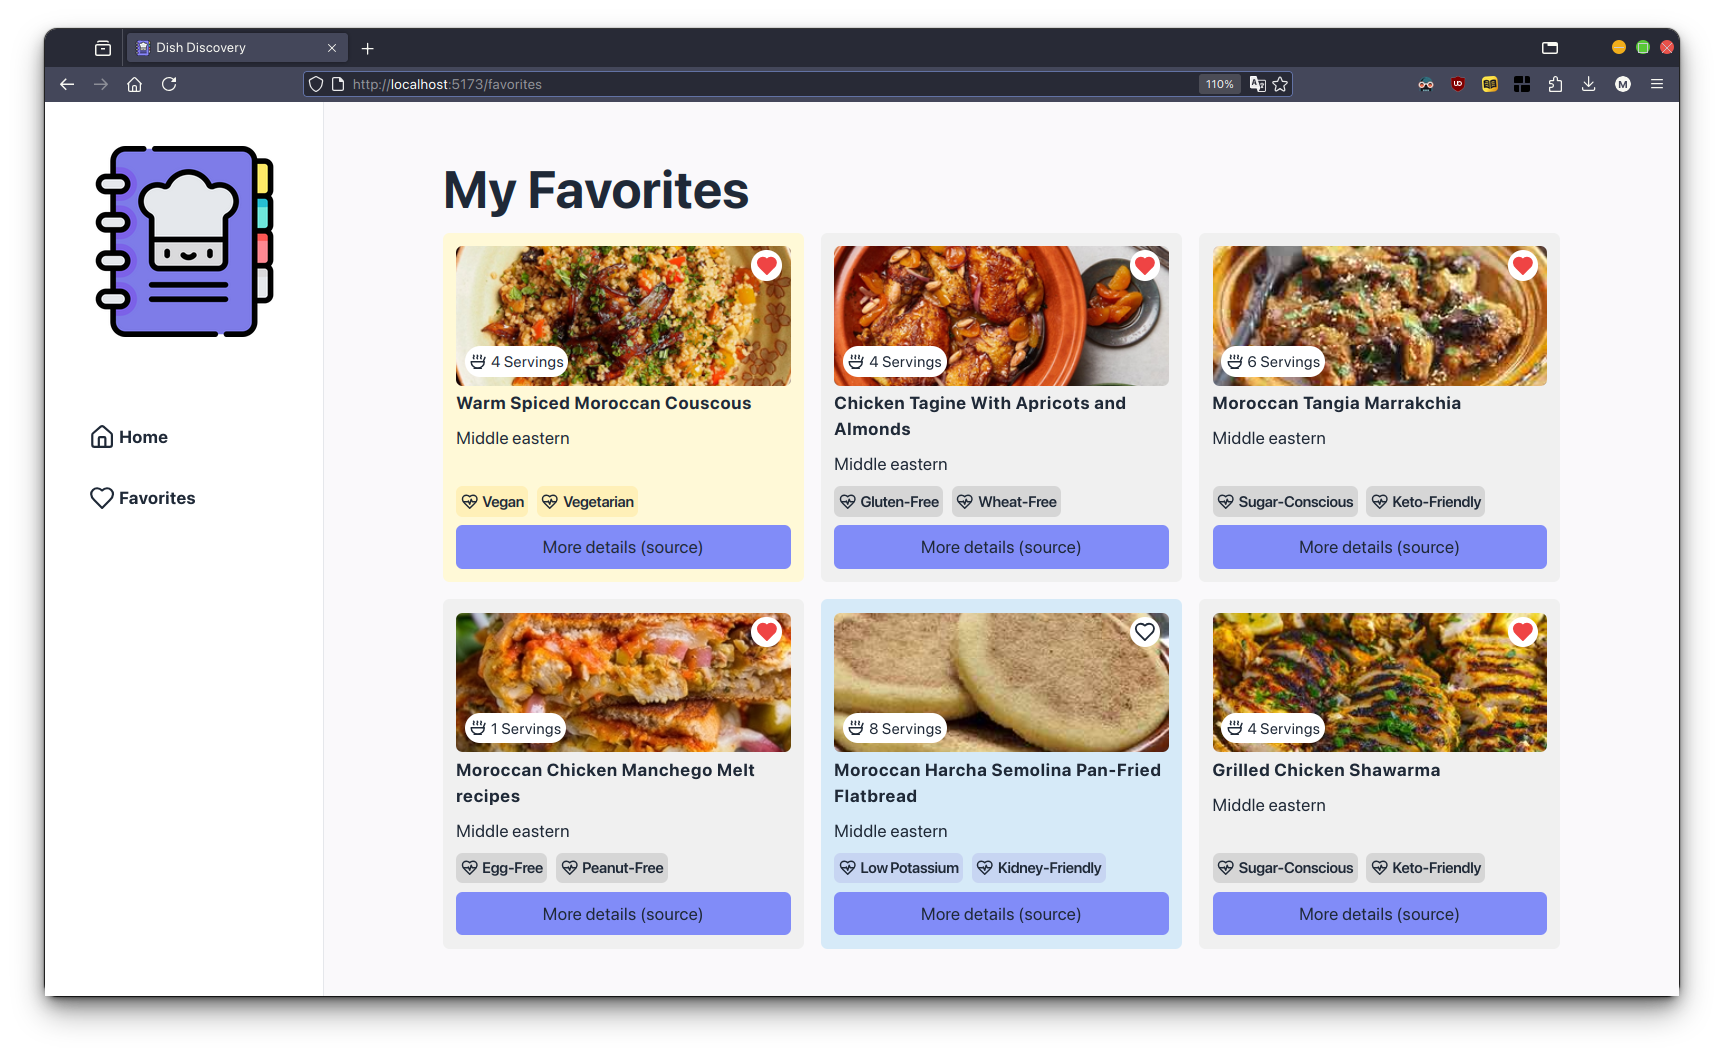 Dish Discovery
http://localhost:5173/favorites
110%
M
My Favorites
Home
Favorites
4 Servings
Warm Spiced Moroccan Couscous
Middle eastern
Vegan
Vegetarian
More details (source)
4 Servings
Chicken Tagine With Apricots and
Almonds
Middle eastern
Gluten-Free
Wheat-Free
More details (source)
6 Servings
Moroccan Tangia Marrakchia
Middle eastern
Sugar-Conscious
Keto-Friendly
More details (source)
1 Servings
Moroccan Chicken Manchego Melt
recipes
Middle eastern
Egg-Free
Peanut-Free
More details (source)
8 Servings
Moroccan Harcha Semolina Pan-Fried
Flatbread
Middle eastern
Low Potassium
Kidney-Friendly
More details (source)
4 Servings
Grilled Chicken Shawarma
Middle eastern
Sugar-Conscious
Keto-Friendly
More details (source)